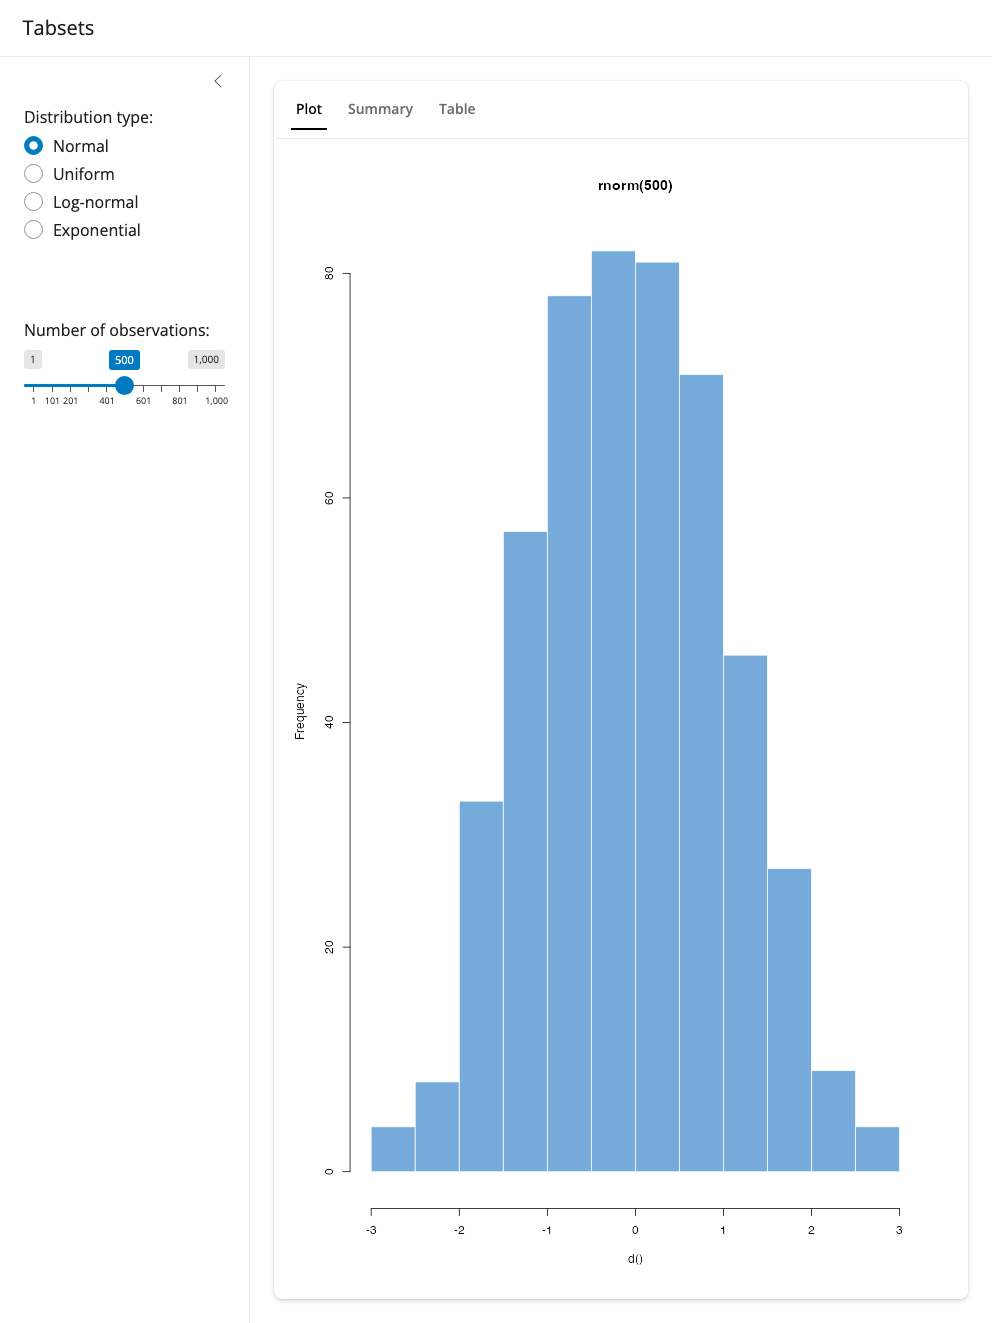 Tabsets
Distribution type:
Normal
Uniform
Log-normal
Exponential
Number of observations:
1 500 1,000
1 101 201 401 601 801 1,000
Plot Summary Table
rnorm(500)
80
60
40
20
0
Frequency
-3 -2 -1 0 1 2 3
d()